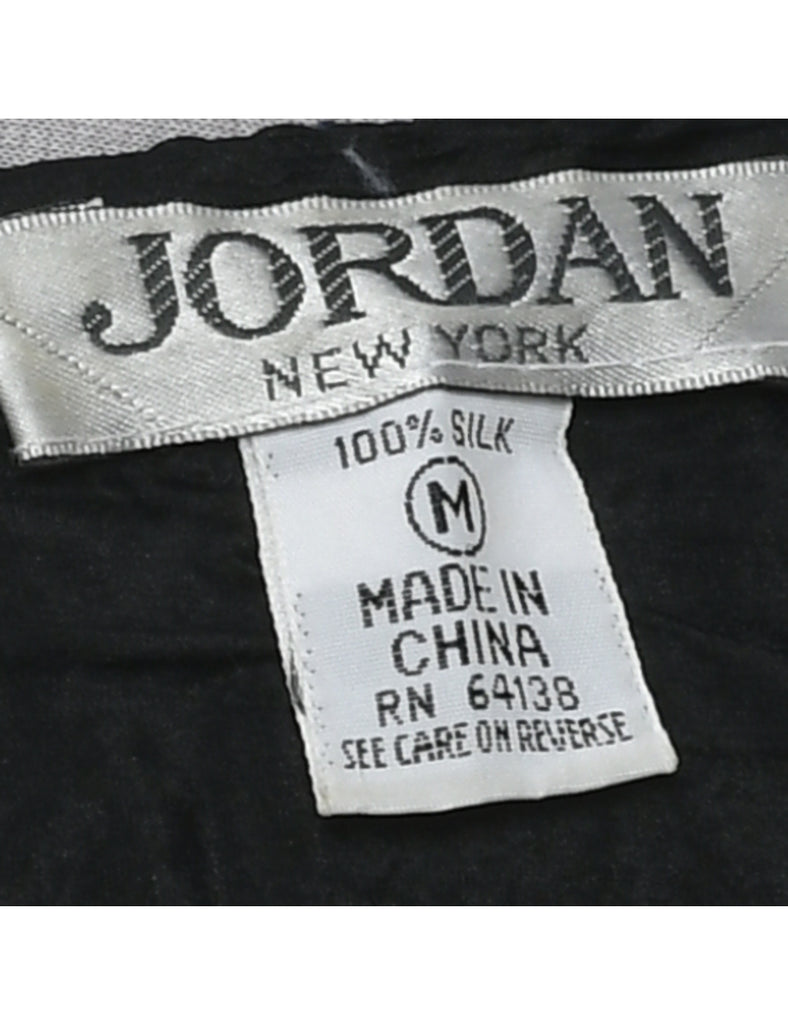 JORDAN
NEW YORK
100% SILK
M
MADE IN
CHINA
RN 64138
SEE CARE ON REVERSE